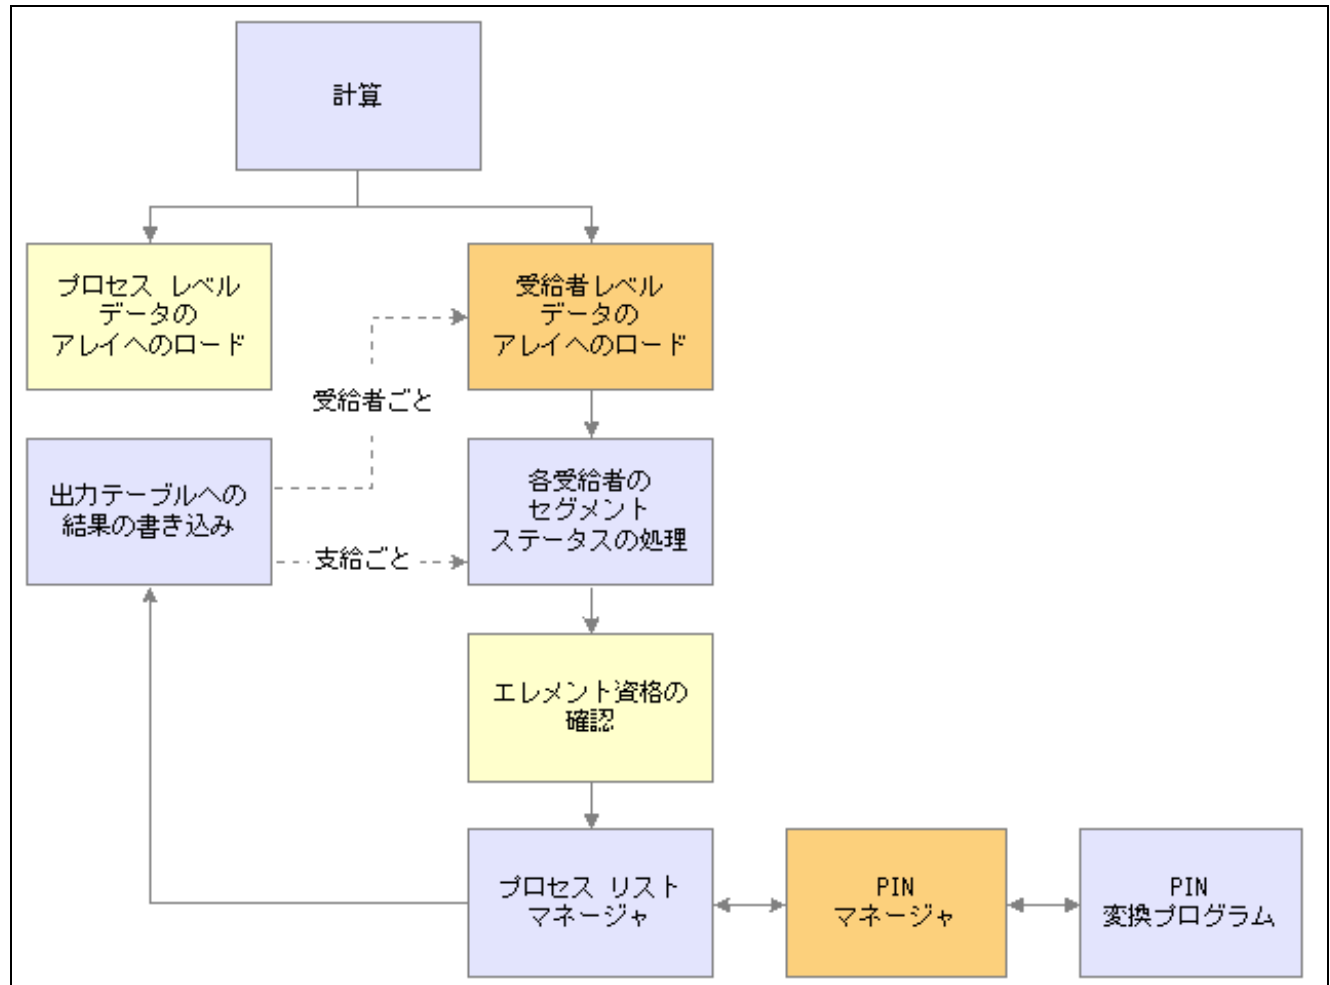 計算
プロセス レベル
データの
アレイへのロード
受給者レベル
データの
アレイへのロード
受給者ごと
出力テーブルへの
結果の書き込み
各受給者の
セグメント
ステータスの処理
支給ごと
エレメント資格の
確認
プロセス リスト
マネージャ
PIN
マネージャ
PIN
変換プログラム